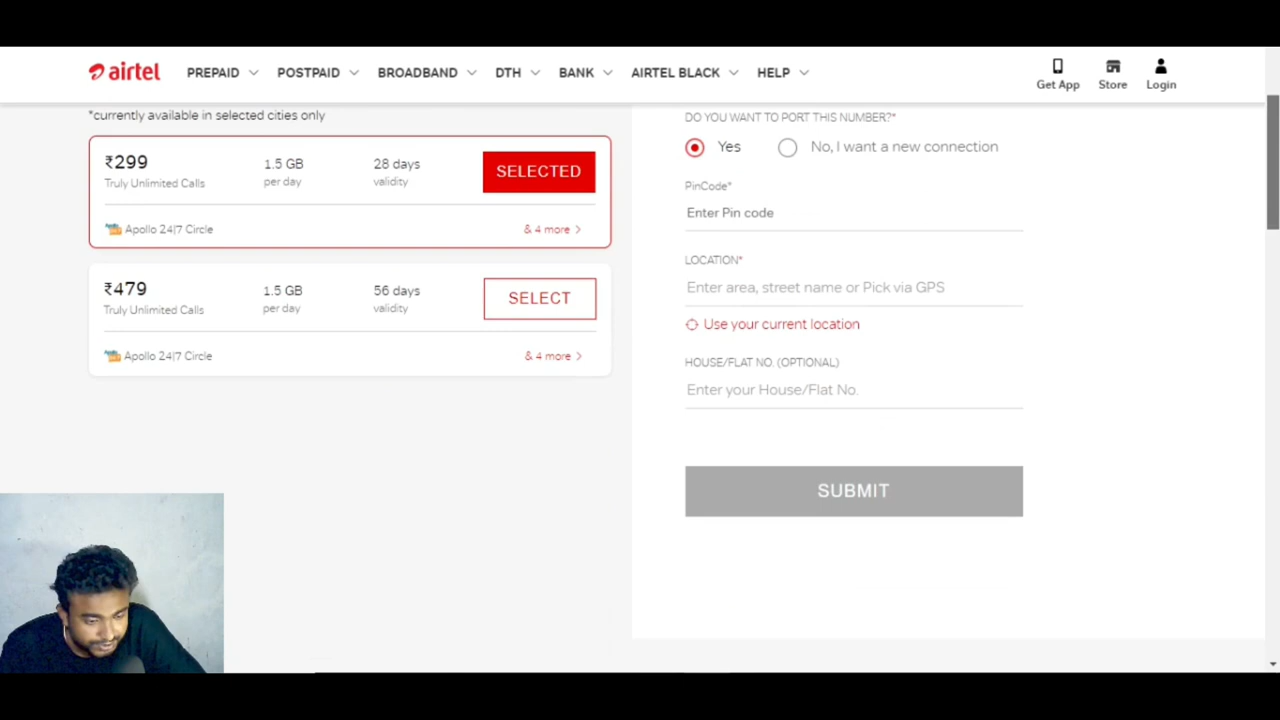 airtel PREPAID POSTPAID BROADBAND DTH BANK AIRTEL BLACK HELP Get App Store Login
*currently available in selected cities only
₹299 1.5 GB 28 days SELECTED
Truly Unlimited Calls per day validity
Apollo 24|7 Circle & 4 more >
₹479 1.5 GB 56 days SELECT
Truly Unlimited Calls per day validity
Apollo 24|7 Circle & 4 more >
DO YOU WANT TO PORT THIS NUMBER?*
Yes No, I want a new connection
PinCode*
Enter Pin code
LOCATION*
Enter area, street name or Pick via GPS
Use your current location
HOUSE/FLAT NO. (OPTIONAL)
Enter your House/Flat No.
SUBMIT